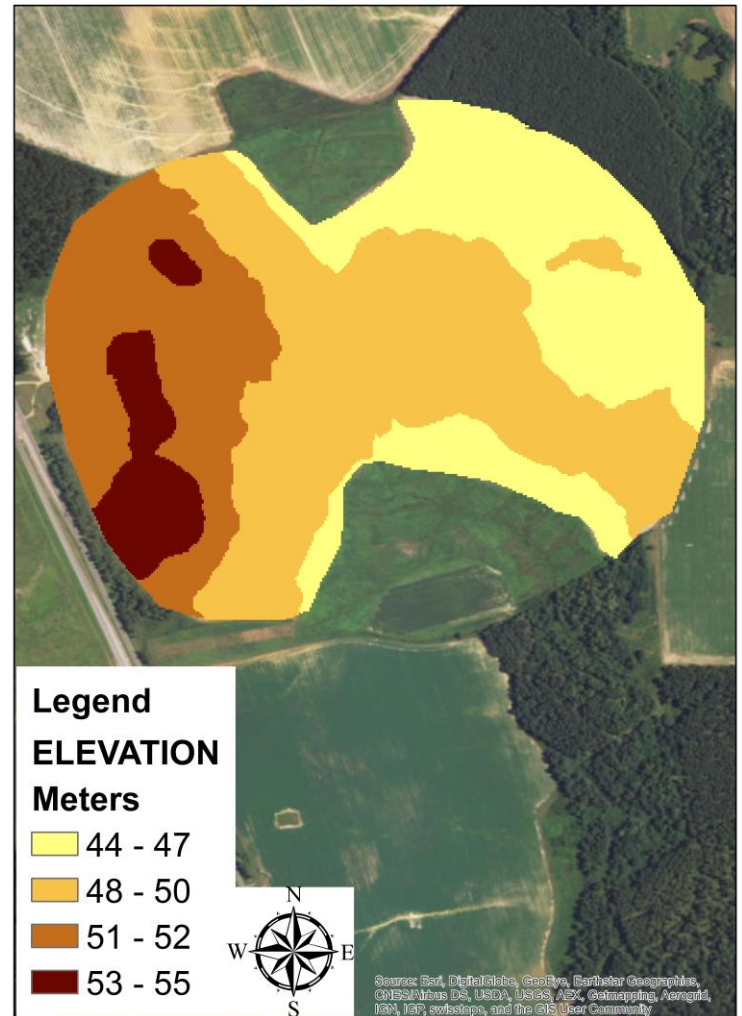 Legend
ELEVATION
Meters
44 - 47
48 - 50
51 - 52
53 - 55
N
W E
S
Source: Esri, DigitalGlobe, GeoEye, Earthstar Geographics,
CNES/Airbus DS, USDA, USGS, AEX, Getmapping, Aerogrid,
IGN, IGP, swisstopo, and the GIS User Community